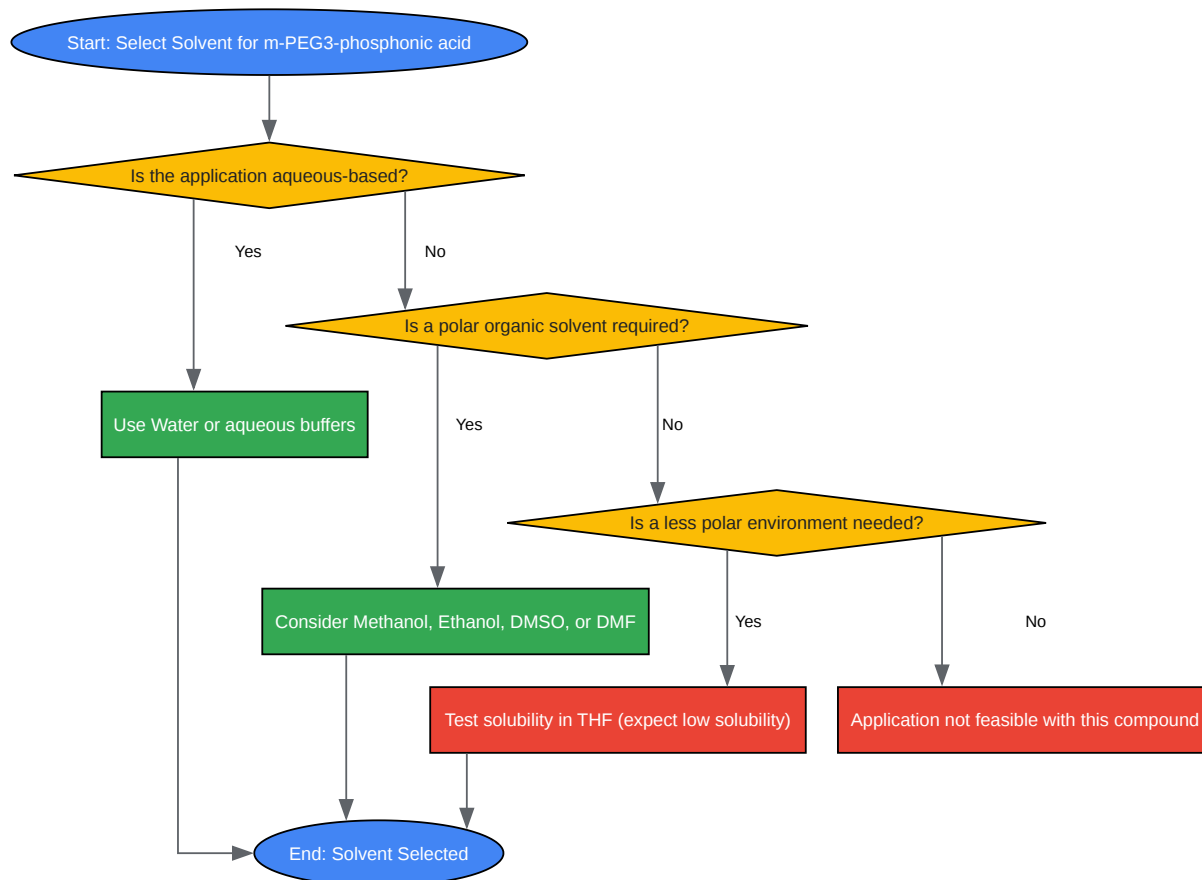 Start: Select Solvent for m-PEG3-phosphonic acid
Is the application aqueous-based?
Yes
No
Is a polar organic solvent required?
Use Water or aqueous buffers
Yes
No
Is a less polar environment needed?
Consider Methanol, Ethanol, DMSO, or DMF
Yes
No
Test solubility in THF (expect low solubility)
Application not feasible with this compound
End: Solvent Selected